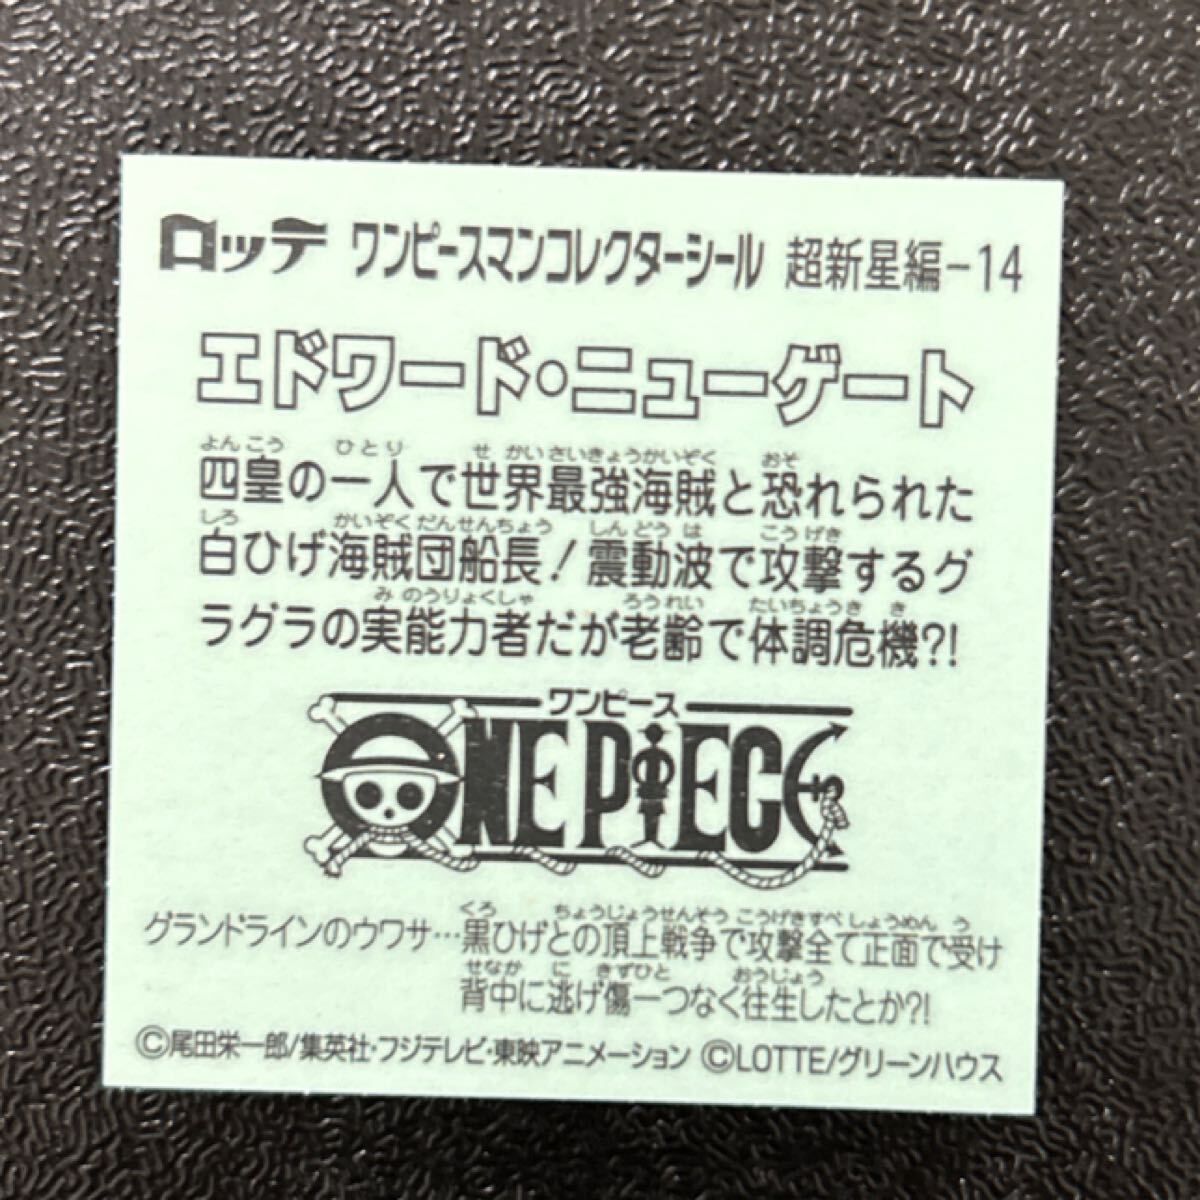 ロッテ ワンピースマンコレクターシール 超新星編-14
エドワード・ニューゲート
よんこう ひとり せかいさいきょうかいぞく おそ
四皇の一人で世界最強海賊と恐れられた
しろ かいぞくだんせんちょう しんどうは こうげき
白ひげ海賊団船長!震動波で攻撃するグ
み のうりょくしゃ ろうれい たいちょうきき
ラグラの実能力者だが老齢で体調危機?!
ワンピース
ONE PIECE
くろ ちょうじょうせんそう こうげきすべ しょうめん う
グランドラインのウワサ…黒ひげとの頂上戦争で攻撃全て正面で受け
せなか に きずひと おうじょう
背中に逃げ傷一つなく往生したとか?!
©尾田栄一郎/集英社・フジテレビ・東映アニメーション ©LOTTE/グリーンハウス